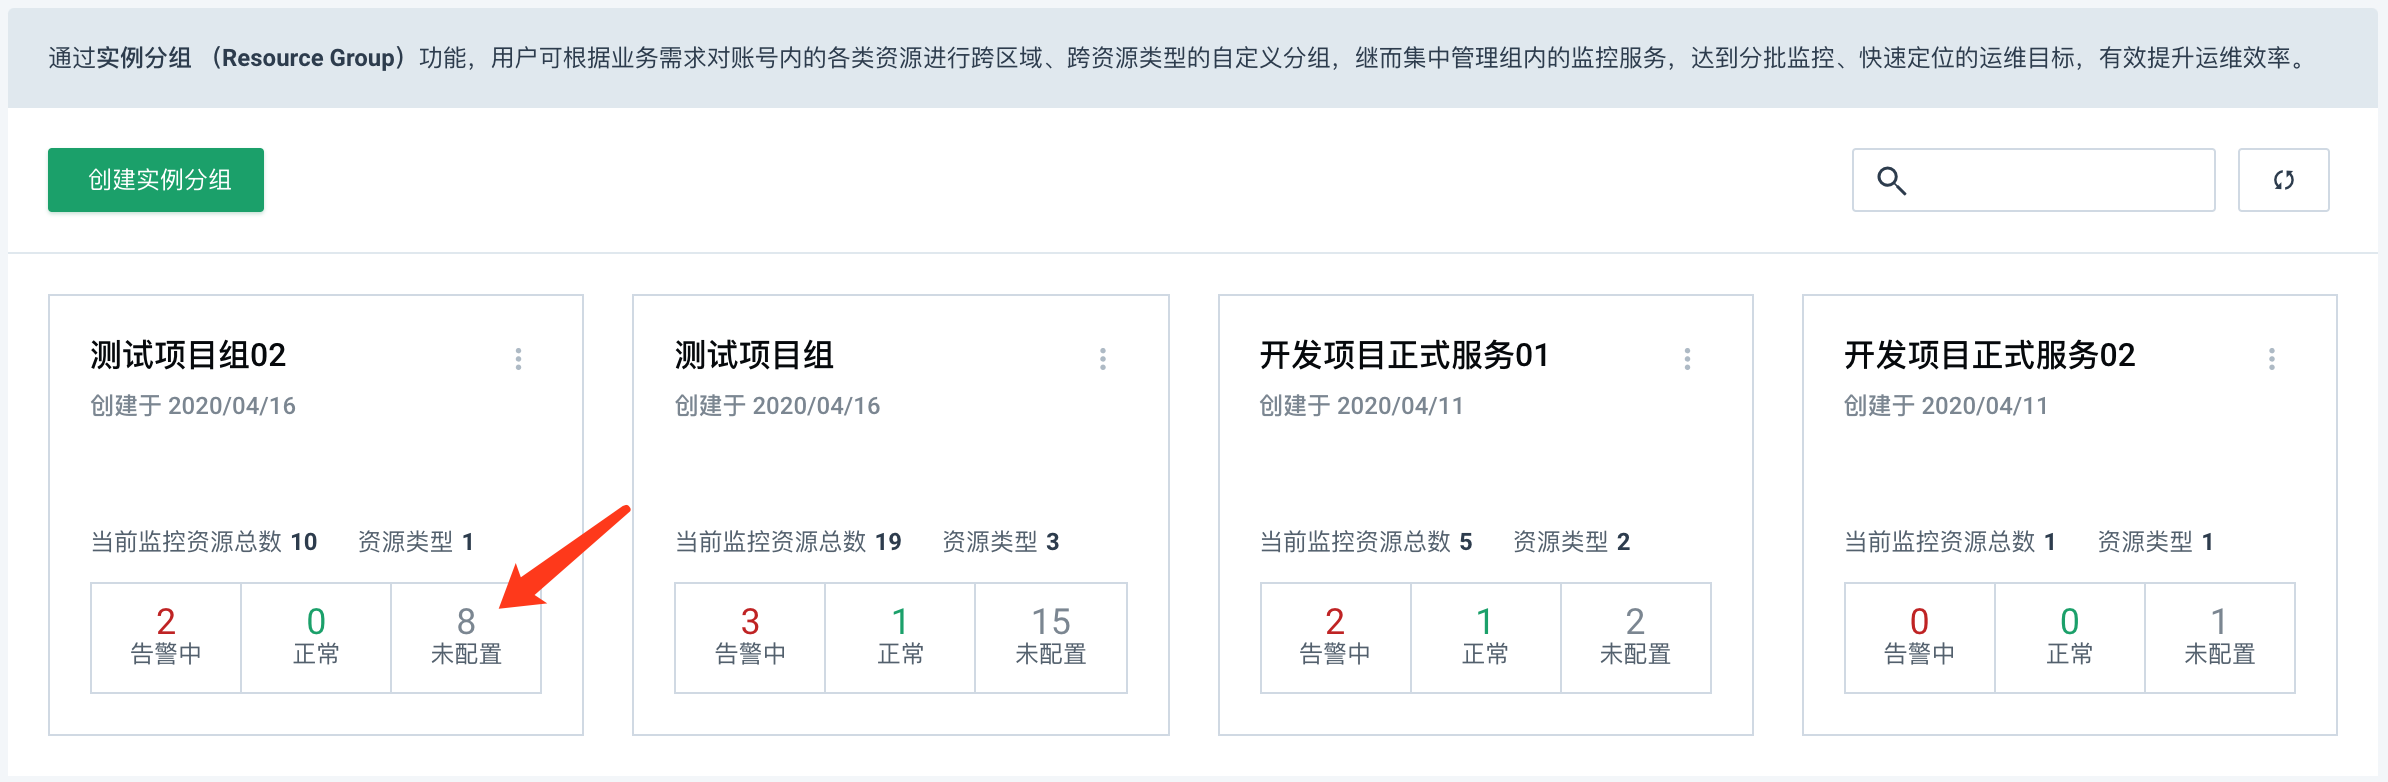 通过实例分组 （Resource Group）功能，用户可根据业务需求对账号内的各类资源进行跨区域、跨资源类型的自定义分组，继而集中管理组内的监控服务，达到分批监控、快速定位的运维目标，有效提升运维效率。
创建实例分组
测试项目组02
创建于 2020/04/16
当前监控资源总数 10 资源类型 1
2 0 8
告警中 正常 未配置
测试项目组
创建于 2020/04/16
当前监控资源总数 19 资源类型 3
3 1 15
告警中 正常 未配置
开发项目正式服务01
创建于 2020/04/11
当前监控资源总数 5 资源类型 2
2 1 2
告警中 正常 未配置
开发项目正式服务02
创建于 2020/04/11
当前监控资源总数 1 资源类型 1
0 0 1
告警中 正常 未配置